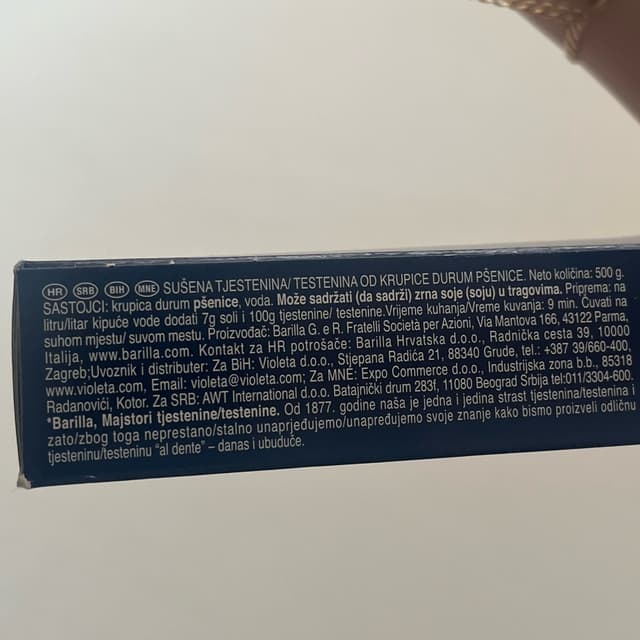 HR SRB BIH MNE SUŠENA TJESTENINA/ TESTENINA OD KRUPICE DURUM PŠENICE. Neto količina: 500 g.
SASTOJCI: krupica durum pšenice, voda. Može sadržati (da sadrži) zrna soje (soju) u tragovima. Priprema: na
litru/litar kipuće vode dodati 7g soli i 100g tjestenine/ testenine.Vrijeme kuhanja/Vreme kuvanja: 9 min. Čuvati na
suhom mjestu/ suvom mestu. Proizvođač: Barilla G. e R. Fratelli Società per Azioni, Via Mantova 166, 43122 Parma,
Italija, www.barilla.com. Kontakt za HR potrošače: Barilla Hrvatska d.o.o., Radnička cesta 39, 10000
Zagreb;Uvoznik i distributer: Za BiH: Violeta d.o.o., Stjepana Radića 21, 88340 Grude, tel.: +387 39/660-400,
www.violeta.com, Email: violeta@violeta.com; Za MNE: Expo Commerce d.o.o., Industrijska zona b.b., 85318
Radanovići, Kotor. Za SRB: AWT International d.o.o. Batajnički drum 283f, 11080 Beograd Srbija tel:011/3304-600.
*Barilla, Majstori tjestenine/testenine. Od 1877. godine naša je jedna i jedina strast tjestenina/testenina i
zato/zbog toga neprestano/stalno unaprjeđujemo/unapređujemo svoje znanje kako bismo proizveli odličnu
tjesteninu/testeninu "al dente" – danas i ubuduće.